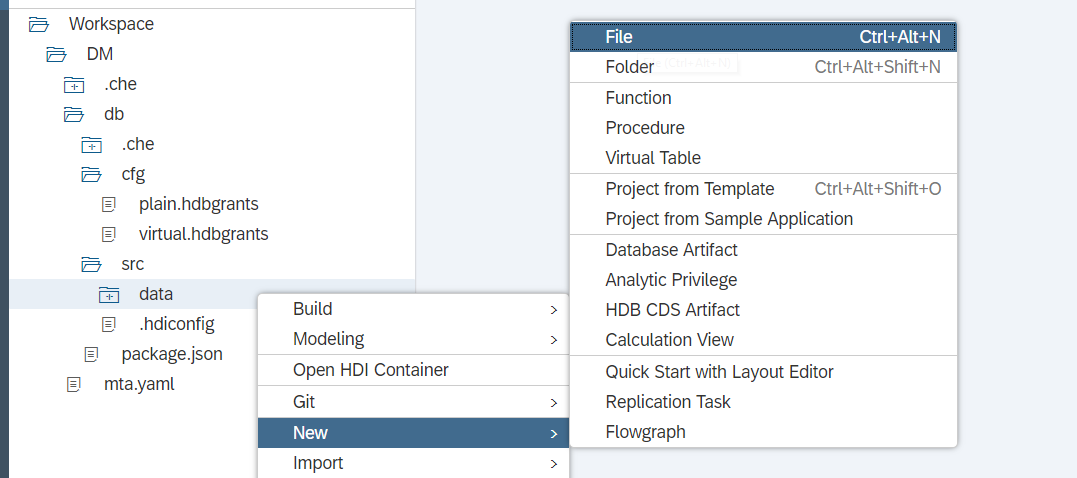 Workspace
DM
.che
db
.che
cfg
plain.hdbgrants
virtual.hdbgrants
src
data
.hdiconfig
package.json
mta.yaml
Build >
Modeling >
Open HDI Container
Git >
New >
Import >
File Ctrl+Alt+N
Folder Ctrl+Alt+Shift+N
Function
Procedure
Virtual Table
Project from Template Ctrl+Alt+Shift+O
Project from Sample Application
Database Artifact
Analytic Privilege
HDB CDS Artifact
Calculation View
Quick Start with Layout Editor
Replication Task
Flowgraph